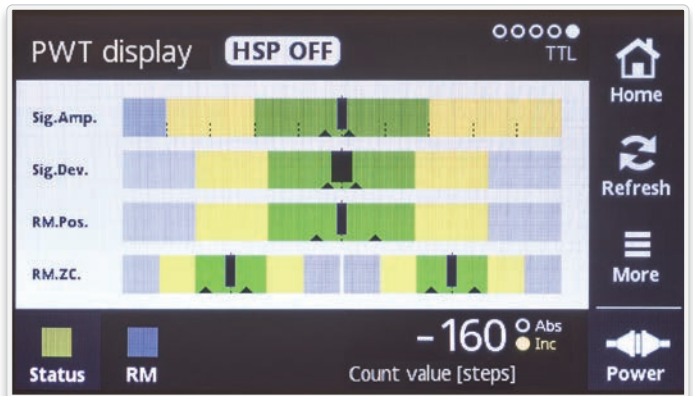 PWT display
HSP OFF
TTL
Home
Sig.Amp.
Sig.Dev.
Refresh
RM.Pos.
RM.ZC.
More
Status
RM
-160
Abs
Inc
Count value [steps]
Power